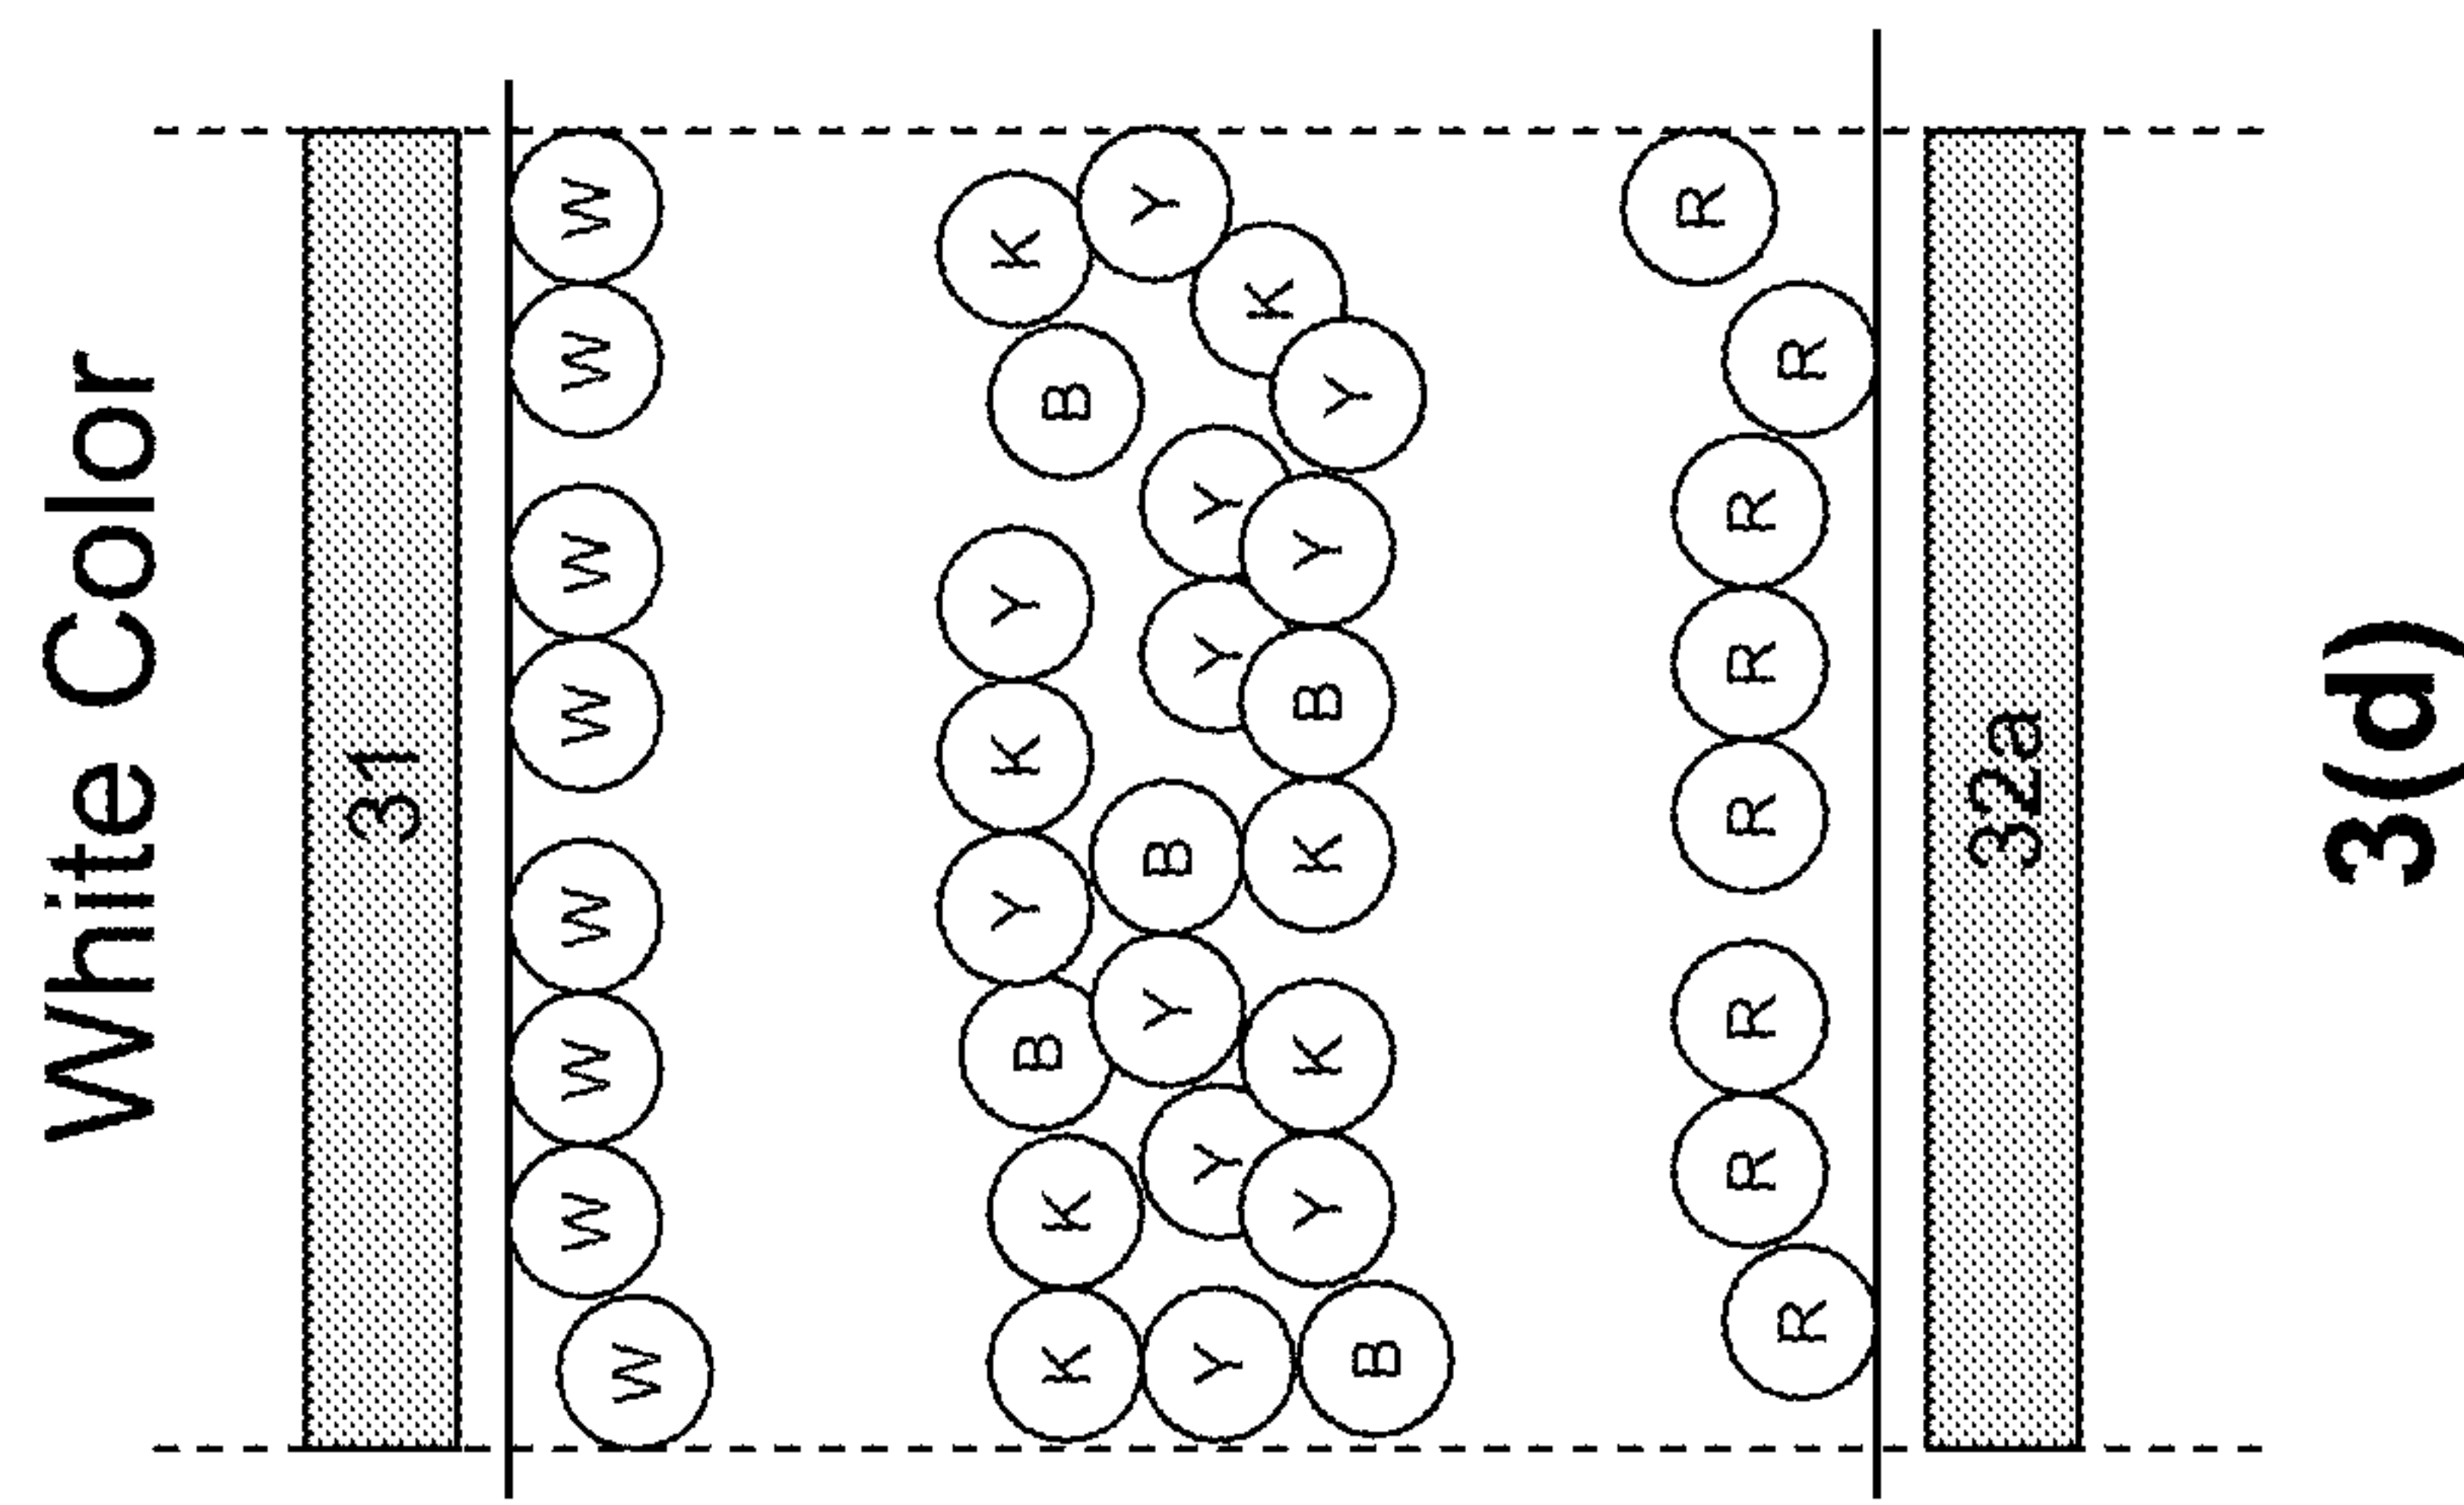 White Color
31
W W W W W W W W
K K B Y K Y B K
Y Y Y B Y Y Y
B Y K K B Y Y K
R R R R R R R R
32a
3(d)